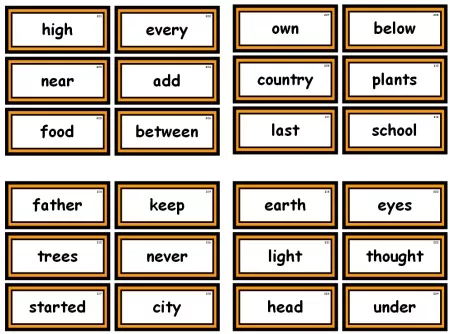 high every
near add
food between
own below
country plants
last school
father keep
trees never
started city
earth eyes
light thought
head under